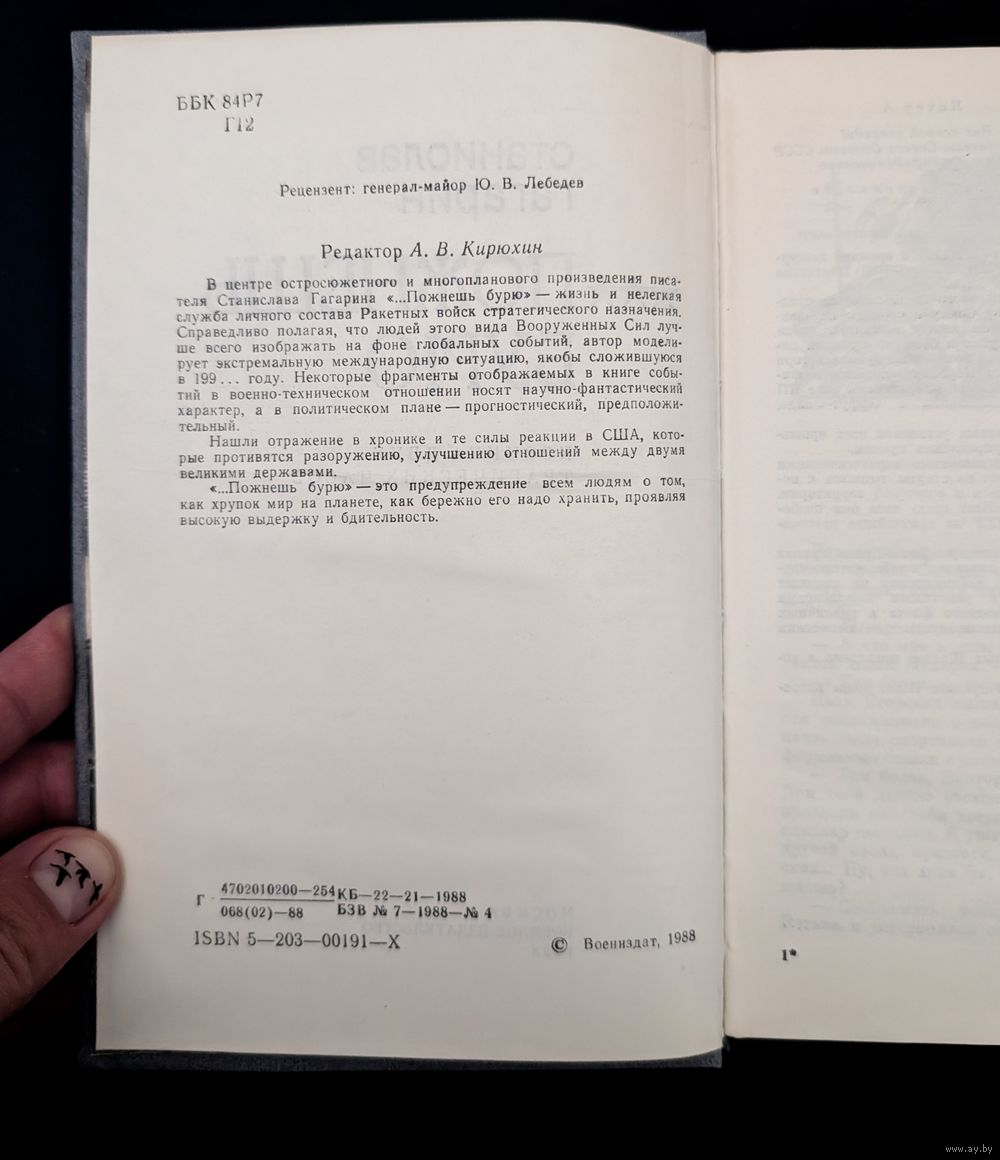 ББК 84Р7
Г12
Рецензент: генерал-майор Ю. В. Лебедев
Редактор А. В. Кирюхин
В центре остросюжетного и многопланового произведения писа-
теля Станислава Гагарина «...Пожнешь бурю» — жизнь и нелегкая
служба личного состава Ракетных войск стратегического назначения.
Справедливо полагая, что людей этого вида Вооруженных Сил луч-
ше всего изображать на фоне глобальных событий, автор модели-
рует экстремальную международную ситуацию, якобы сложившуюся
в 199... году. Некоторые фрагменты отображаемых в книге собы-
тий в военно-техническом отношении носят научно-фантастический
характер, а в политическом плане — прогностический, предположи-
тельный.
Нашли отражение в хронике и те силы реакции в США, кото-
рые противятся разоружению, улучшению отношений между двумя
великими державами.
«...Пожнешь бурю» — это предупреждение всем людям о том,
как хрупок мир на планете, как бережно его надо хранить, проявляя
высокую выдержку и бдительность.
Г 4702010200—254 КБ—22—21—1988
068(02)—88 БЗВ № 7—1988—№ 4
ISBN 5—203—00191—X
© Воениздат, 1988
1*
www.ay.by